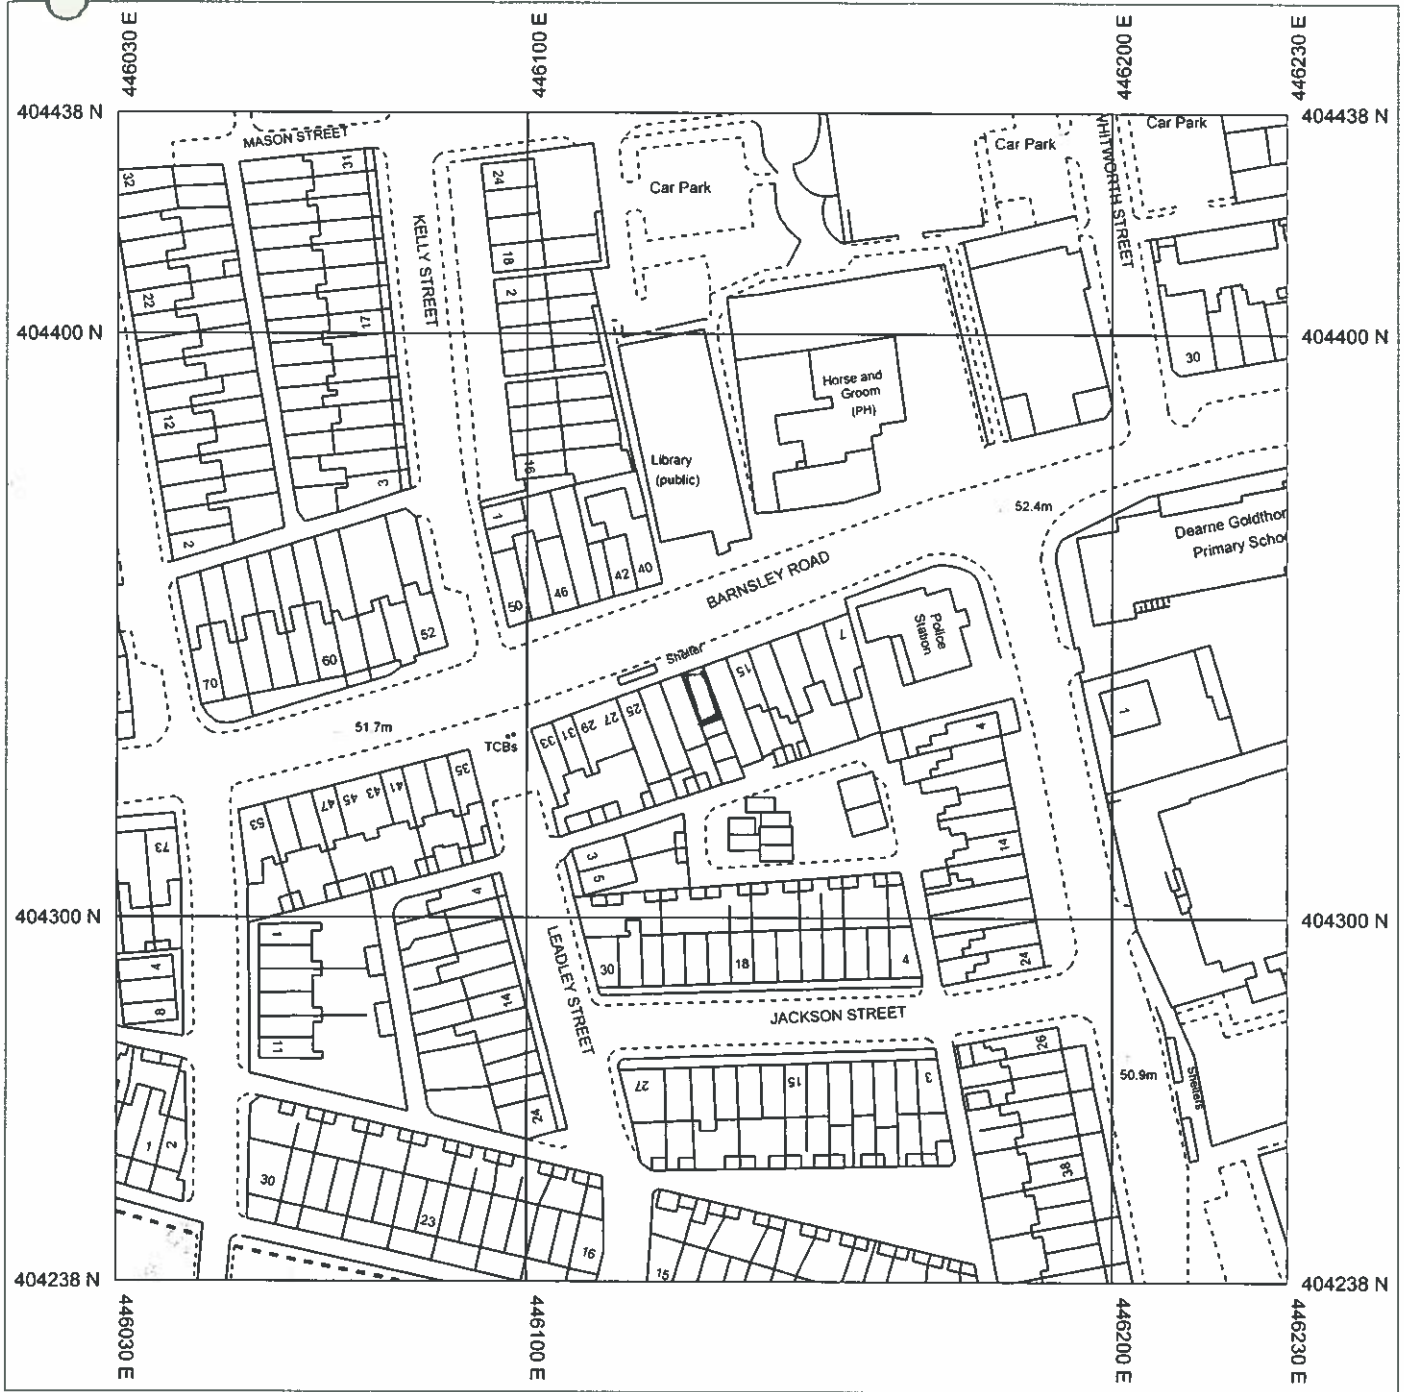 446030 E
446100 E
446200 E
446230 E
404438 N
404438 N
MASON STREET
Car Park
Car Park
Car Park
WHITWORTH STREET
32
31
24
KELLY STREET
18
22
2
17
404400 N
404400 N
30
Horse and
Groom
(PH)
12
Library
(public)
16
3
1
2
52.4m
Dearne Goldthor
Primary Schoo
BARNSLEY ROAD
42
40
46
50
52
60
70
7
Police
Station
Shelter
15
25
27
29
31
33
51.7m
TCBs
4
1
35
41
43
45
47
53
73
3
5
14
4
404300 N
404300 N
1
4
8
11
14
LEADLEY STREET
30
18
4
24
JACKSON STREET
26
27
15
3
50.9m
Shelters
24
1
2
38
30
23
16
15
404238 N
404238 N
446030 E
446100 E
446200 E
446230 E